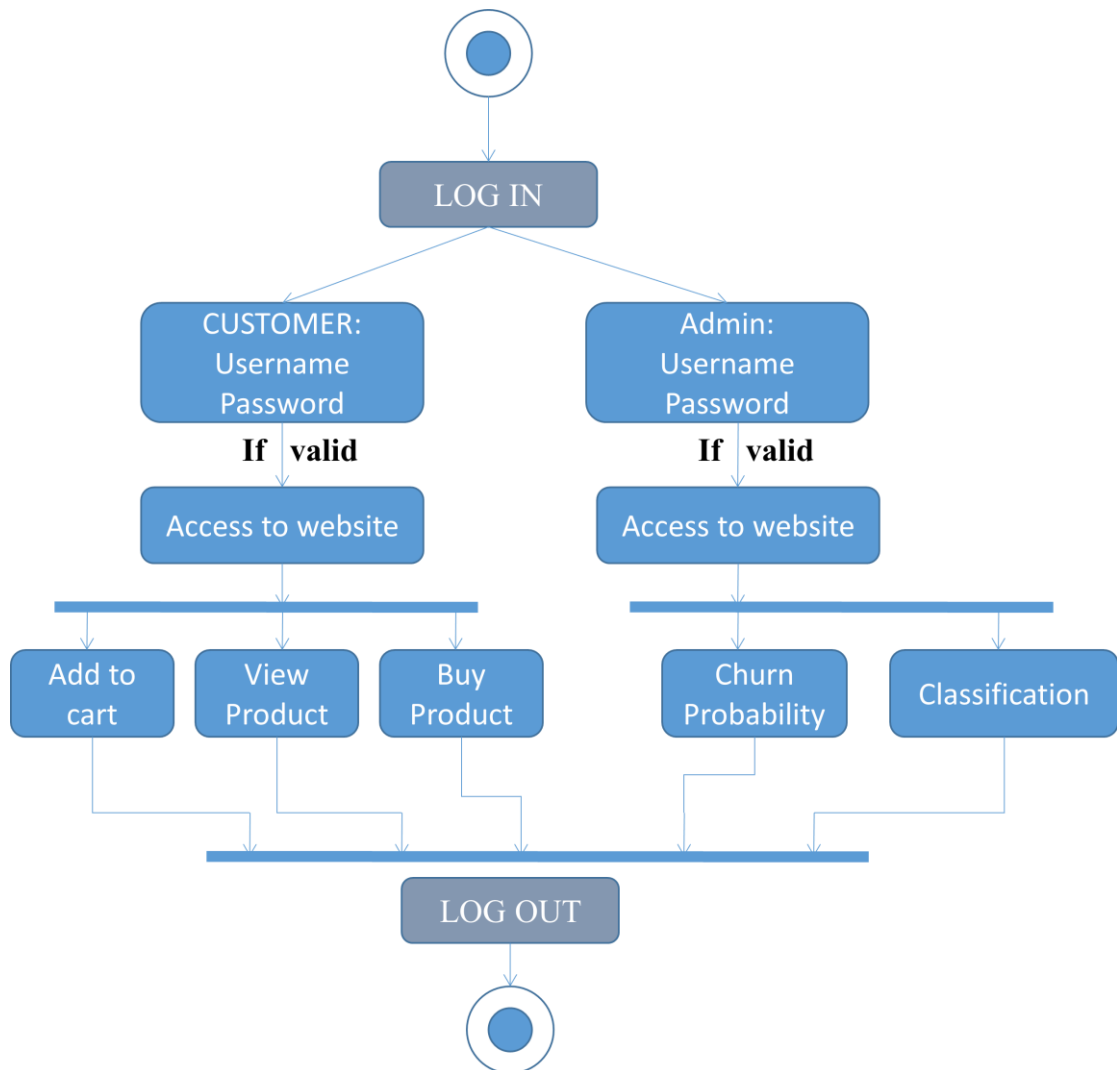 LOG IN
CUSTOMER:
Username
Password
Admin:
Username
Password
If valid
If valid
Access to website
Access to website
Add to
cart
View
Product
Buy
Product
Churn
Probability
Classification
LOG OUT